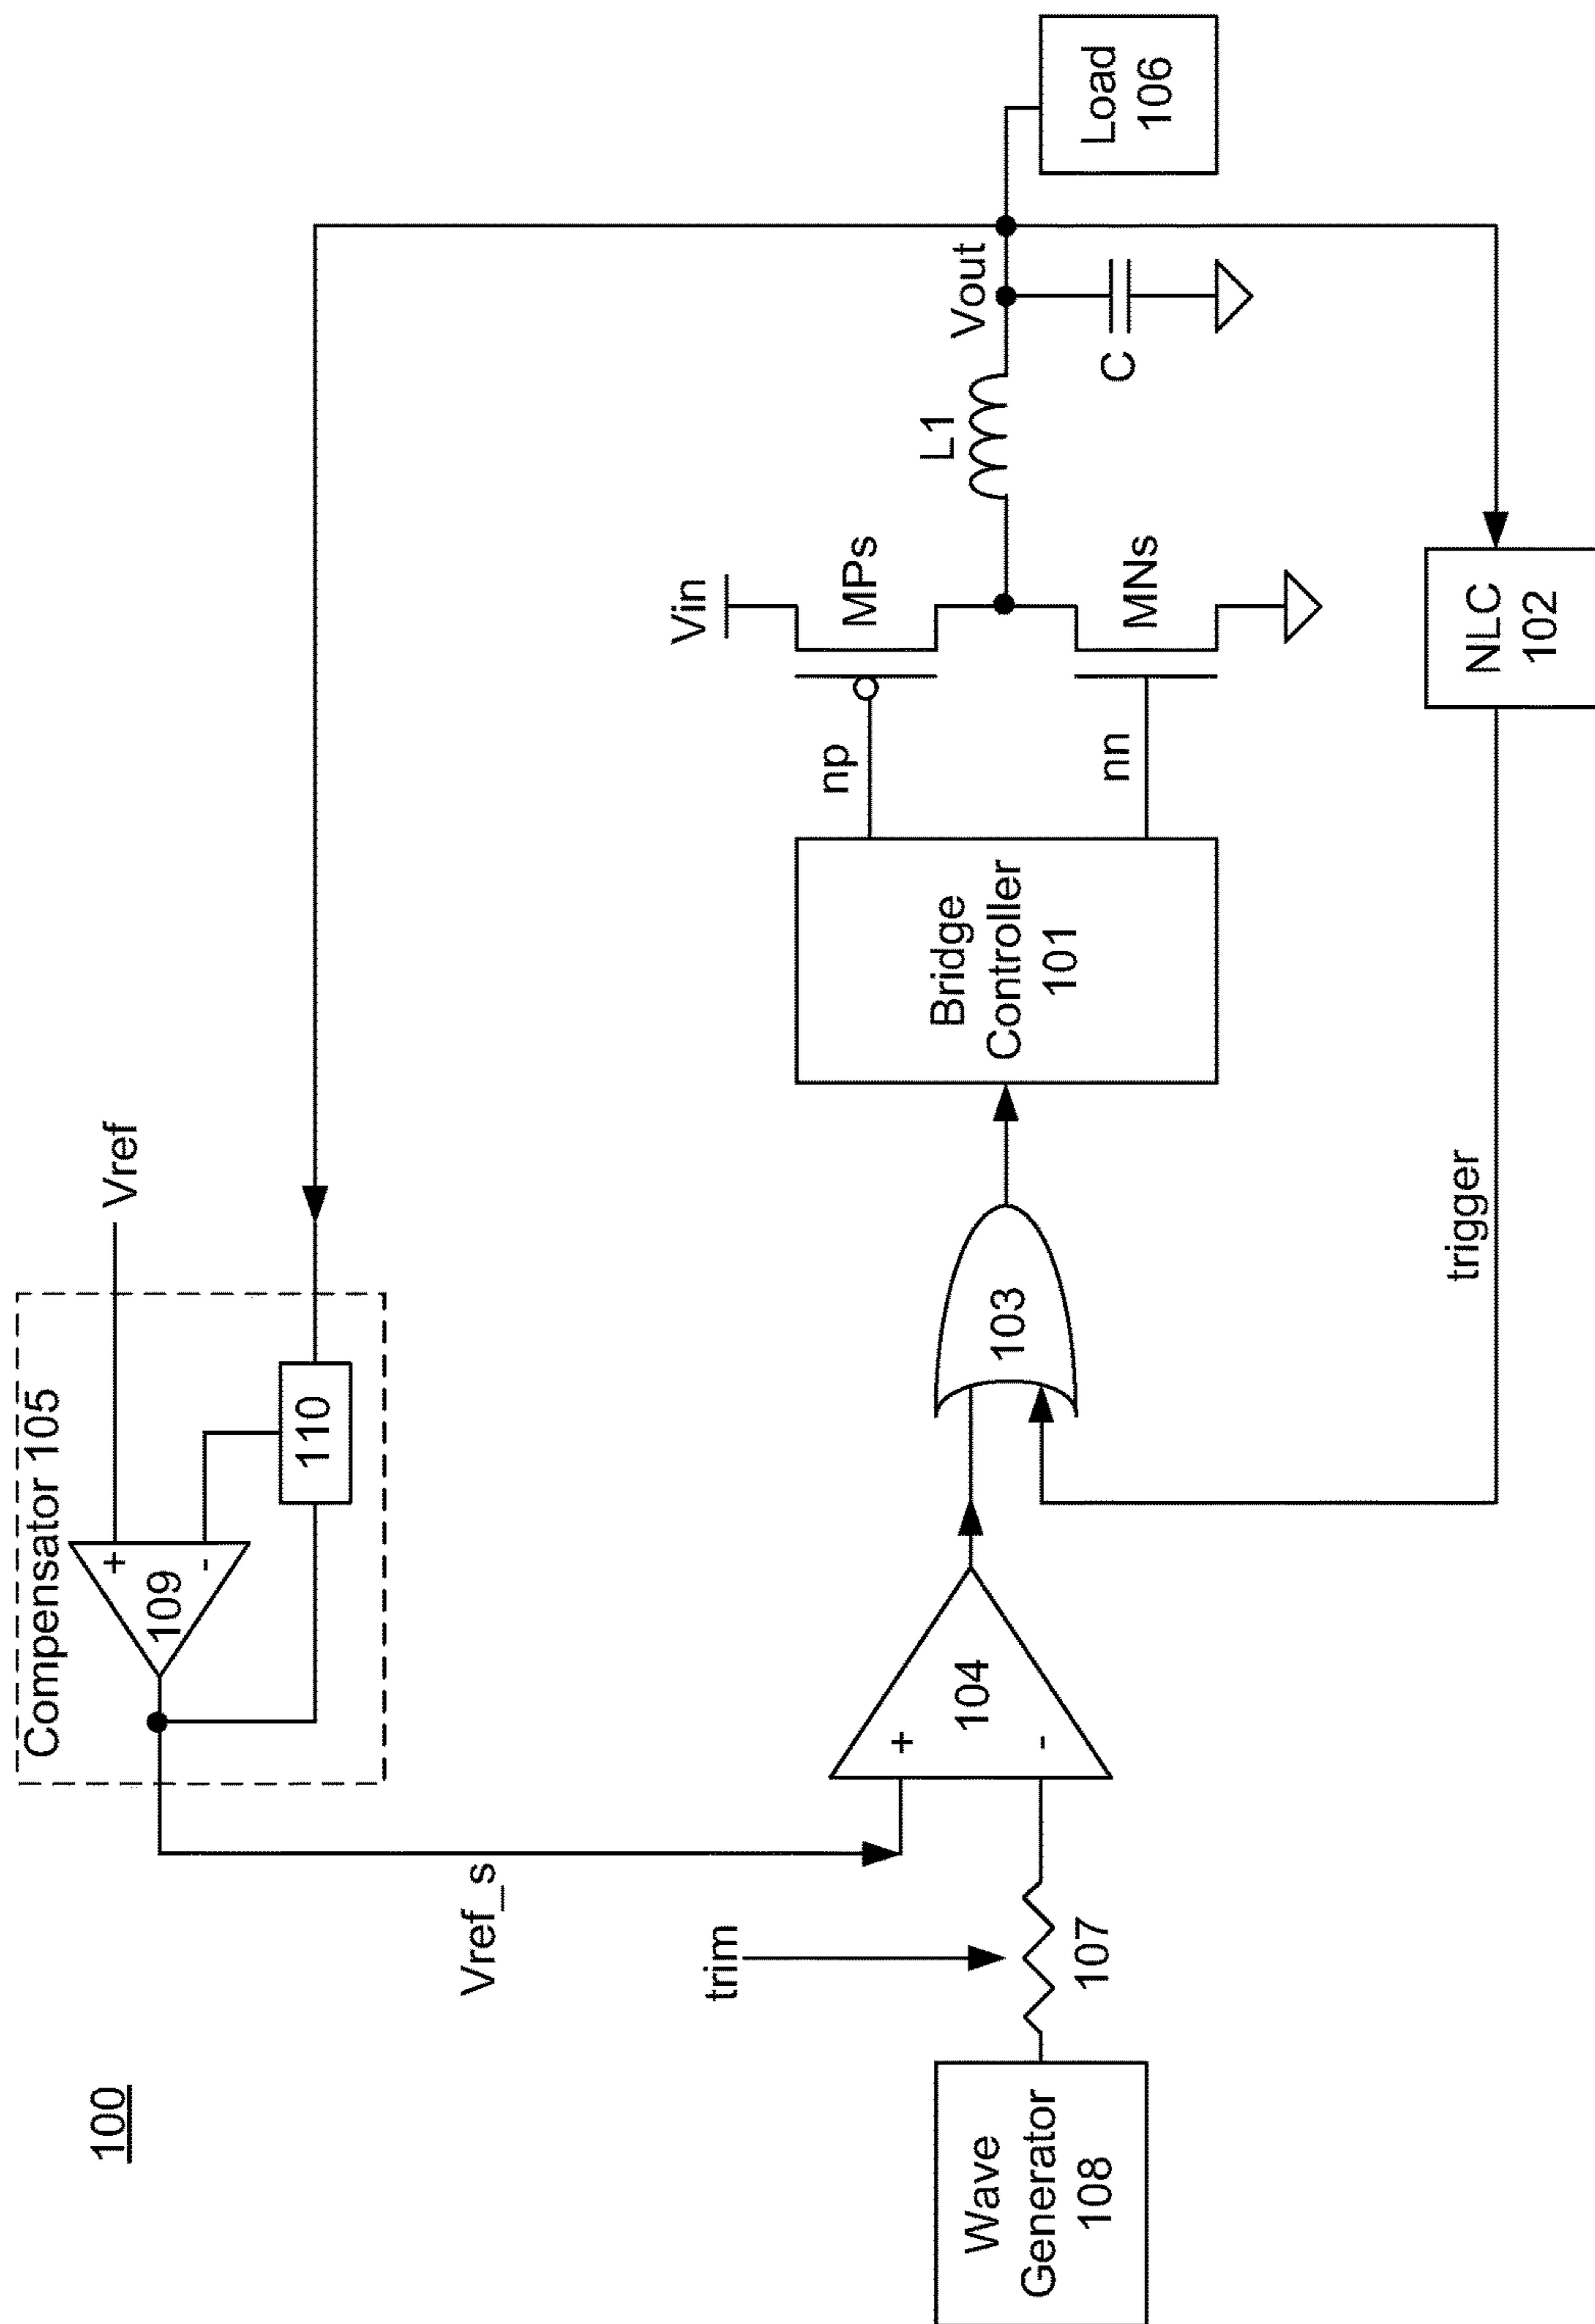 100
Compensator 105
Vref
+
-
109
110
Vref_s
trim
Wave
Generator
108
107
+
-
104
103
trigger
Bridge
Controller
101
np
nn
Vin
MPs
MNs
L1
Vout
C
Load
106
NLC
102